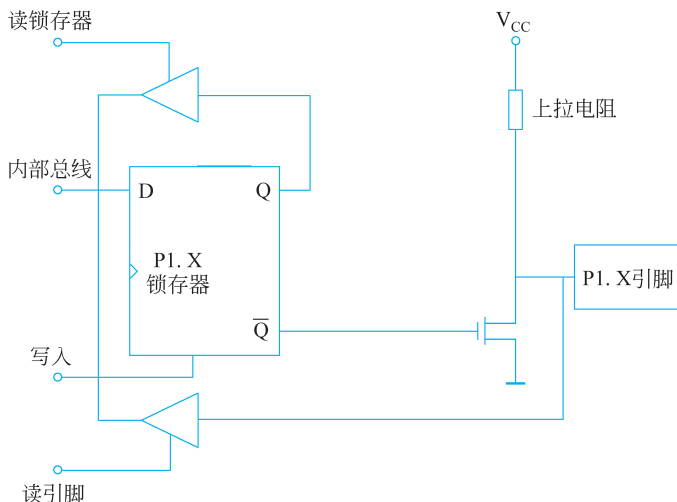 读锁存器
V_CC
上拉电阻
内部总线
D
Q
P1. X
锁存器
P1. X引脚
Q̅
写入
读引脚